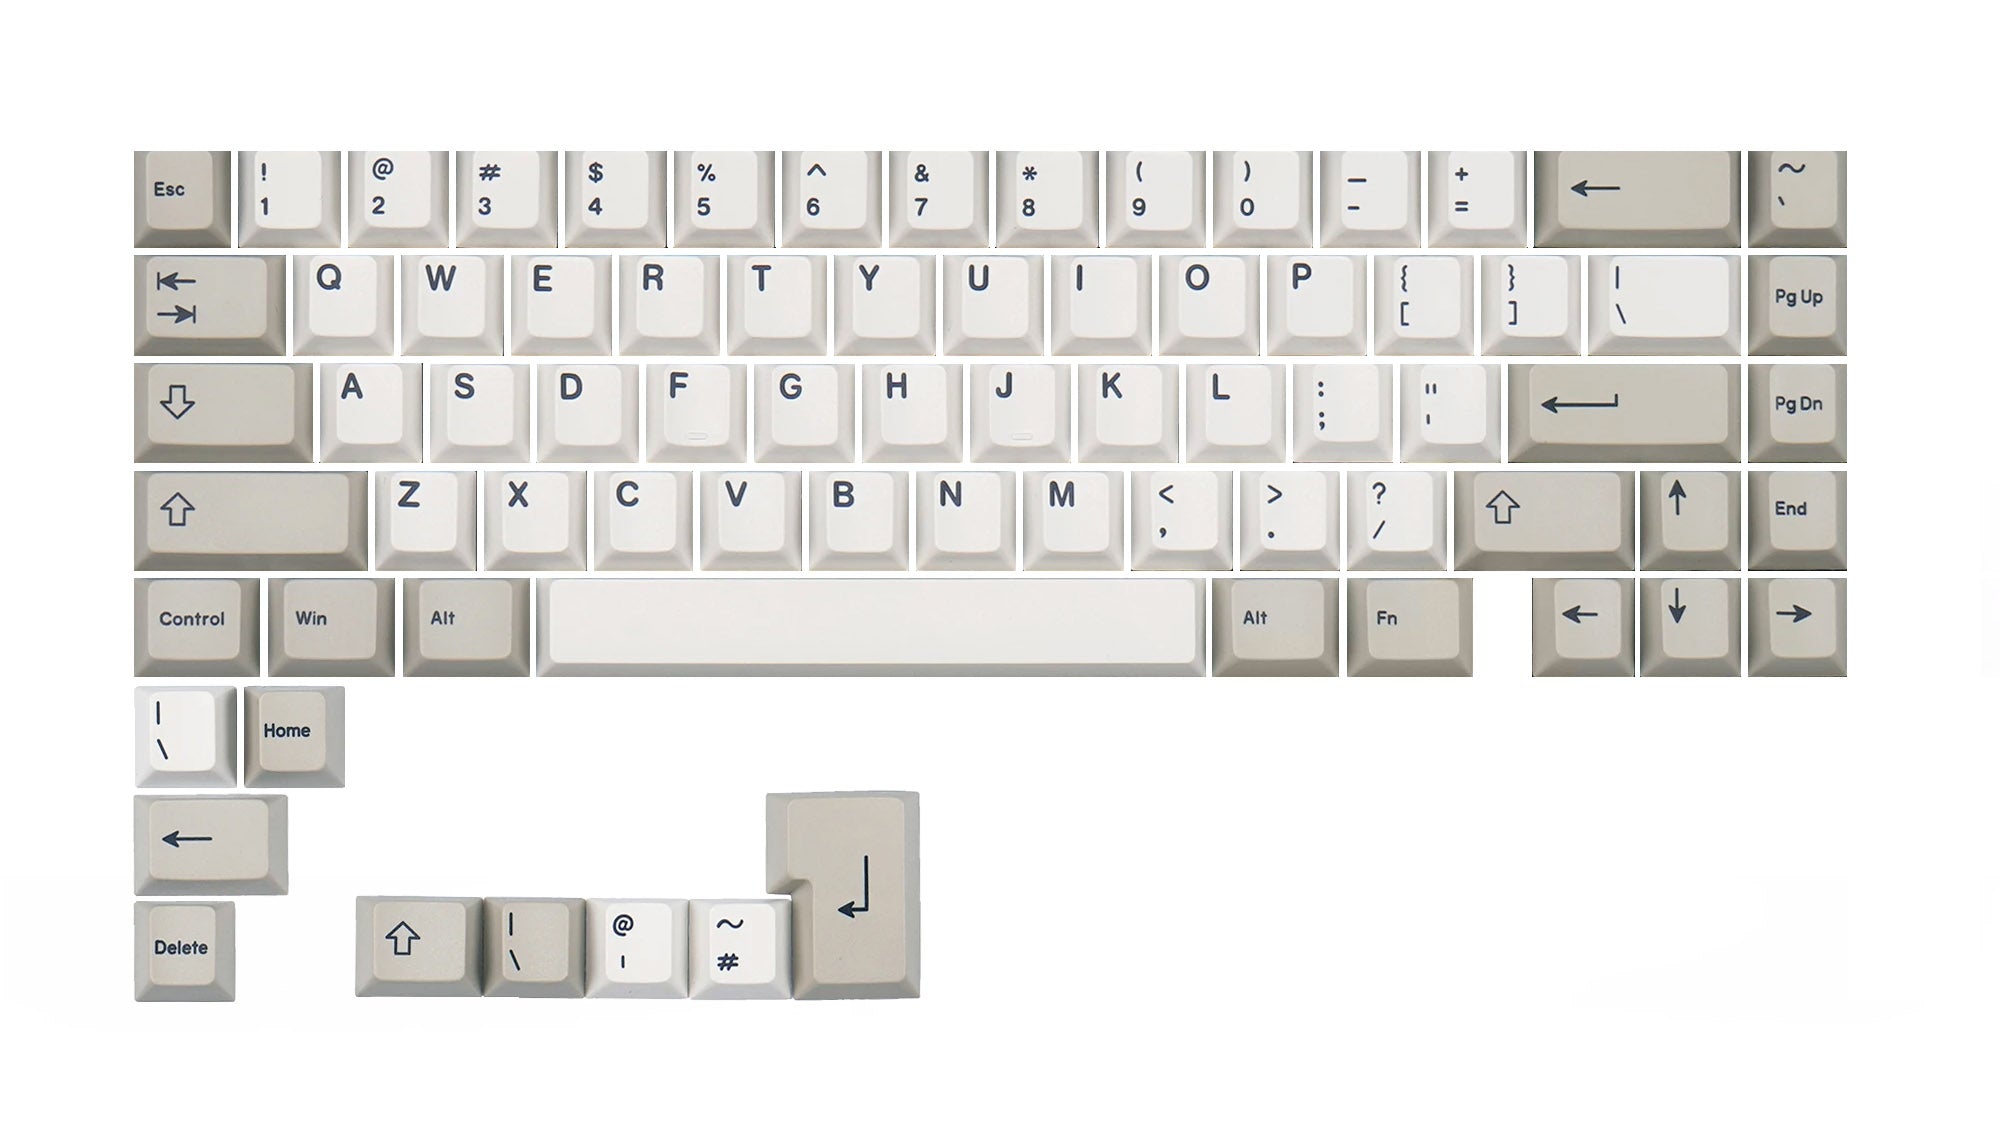 Esc ! @ # $ % ^ & * ( ) _ + ← ~
1 2 3 4 5 6 7 8 9 0 - = `
⇤ Q W E R T Y U I O P { } | Pg Up
⇥ [ ] \
⇩ A S D F G H J K L : " ↵ Pg Dn
; '
⇧ Z X C V B N M < > ? ⇧ ↑ End
, . /
Control Win Alt Alt Fn ← ↓ →
| Home
\
←
↵
Delete ⇧ | @ ~
\ ' #